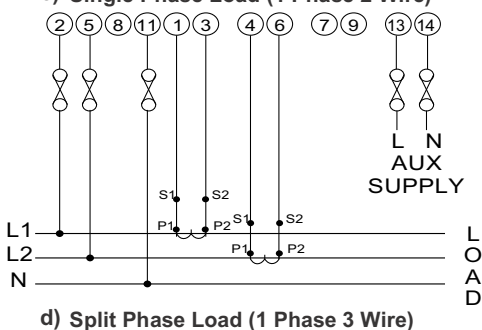 Single Phase Load (1 Phase 2 Wire)
2 5 8 11 1 3 4 6 7 9 13 14
L N
AUX
SUPPLY
S1 S2
S1 S2
P1 P2
P1 P2
L1
L2
N
L
O
A
D
d) Split Phase Load (1 Phase 3 Wire)